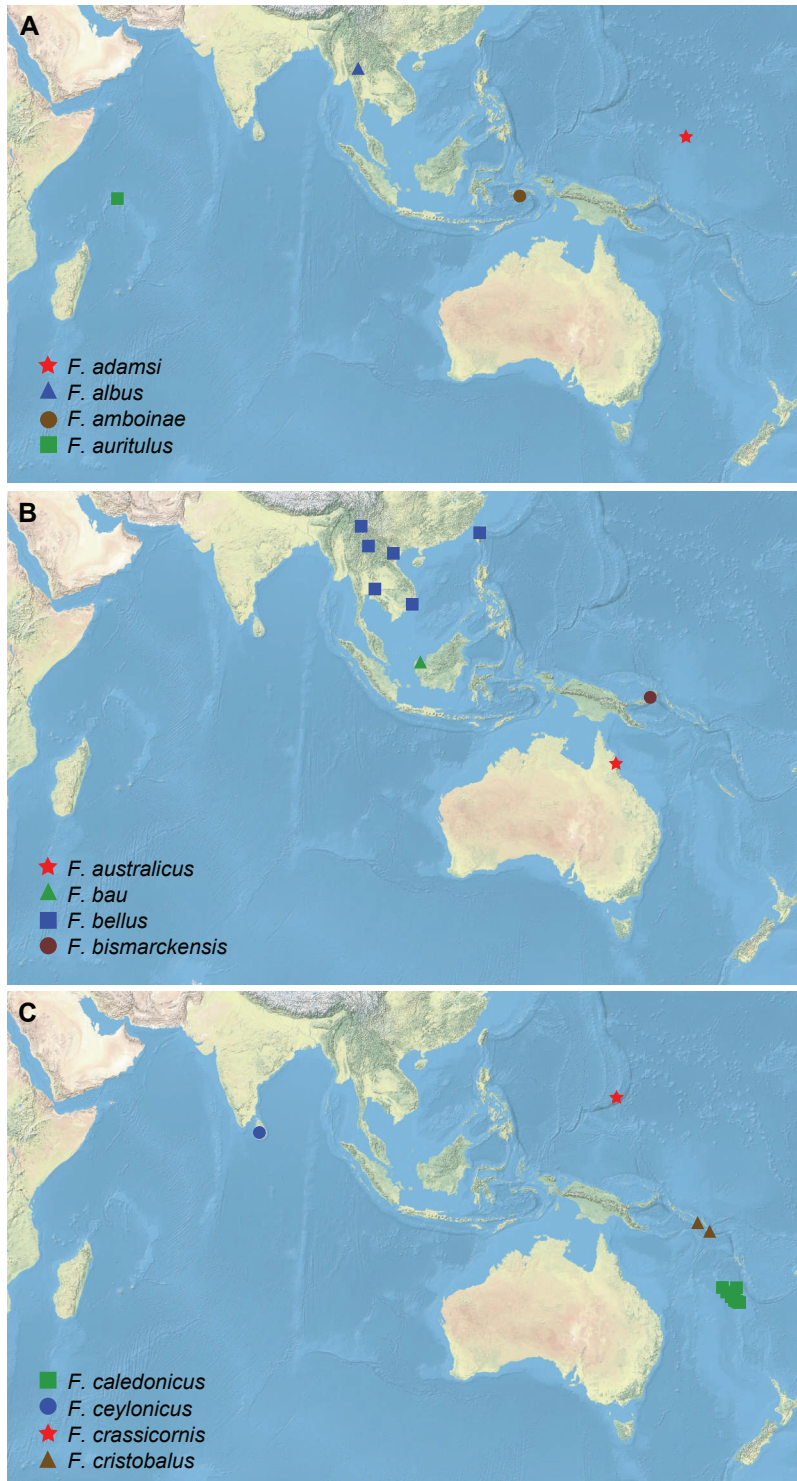 A
F. adamsi
F. albus
F. amboinae
F. auritulus
B
F. australicus
F. bau
F. bellus
F. bismarckensis
C
F. caledonicus
F. ceylonicus
F. crassicornis
F. cristobalus